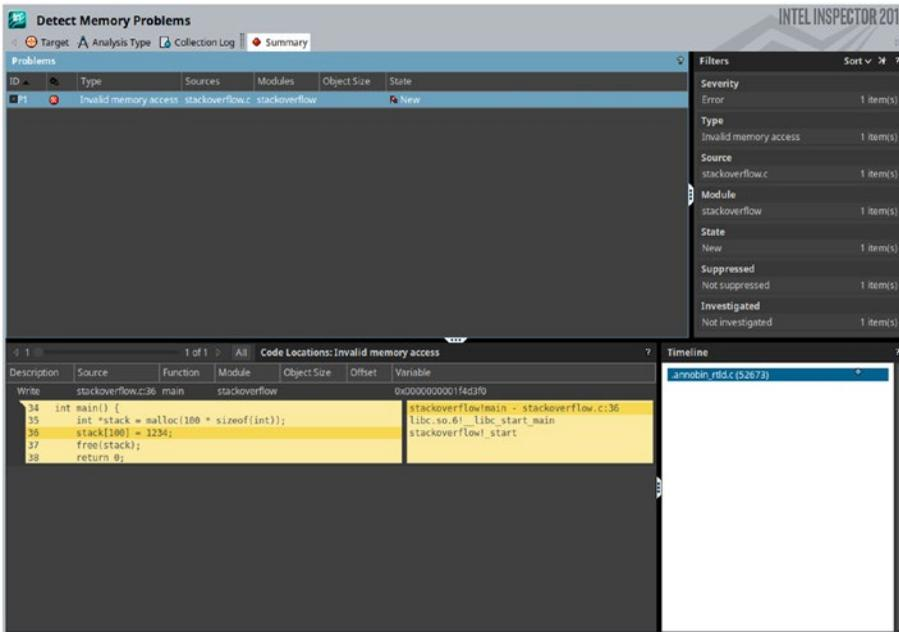 Detect Memory Problems
INTEL INSPECTOR 201
Target Analysis Type Collection Log Summary
Problems
ID Type Sources Modules Object Size State
P1 Invalid memory access stackoverflow.c stackoverflow New
Filters Sort
Severity
Error 1 item(s)
Type
Invalid memory access 1 item(s)
Source
stackoverflow.c 1 item(s)
Module
stackoverflow 1 item(s)
State
New 1 item(s)
Suppressed
Not suppressed 1 item(s)
Investigated
Not investigated 1 item(s)
1 1 of 1 All Code Locations: Invalid memory access ?
Description Source Function Module Object Size Offset Variable
Write stackoverflow.c:36 main stackoverflow 0x0000000001f4d3f0
34 int main() {
35 int *stack = malloc(100 * sizeof(int));
36 stack[100] = 1234;
37 free(stack);
38 return 0;
stackoverflow!main - stackoverflow.c:36
libc.so.6!__libc_start_main
stackoverflow!_start
Timeline ?
.annobin_rtld.c (52673)